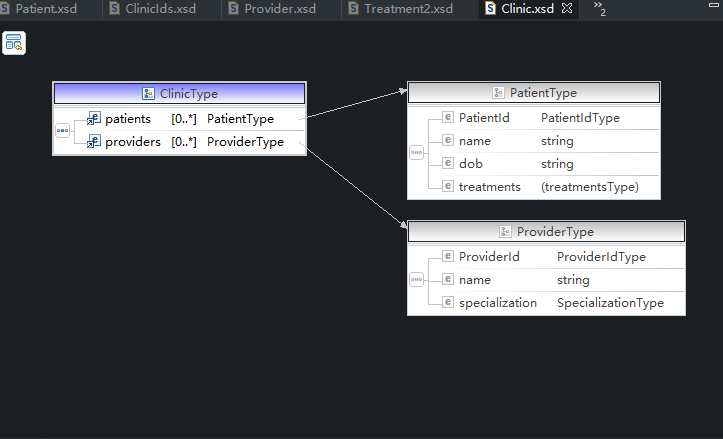 Patient.xsd ClinicIds.xsd Provider.xsd Treatment2.xsd Clinic.xsd »2
ClinicType
patients [0..*] PatientType
providers [0..*] ProviderType
PatientType
PatientId PatientIdType
name string
dob string
treatments (treatmentsType)
ProviderType
ProviderId ProviderIdType
name string
specialization SpecializationType